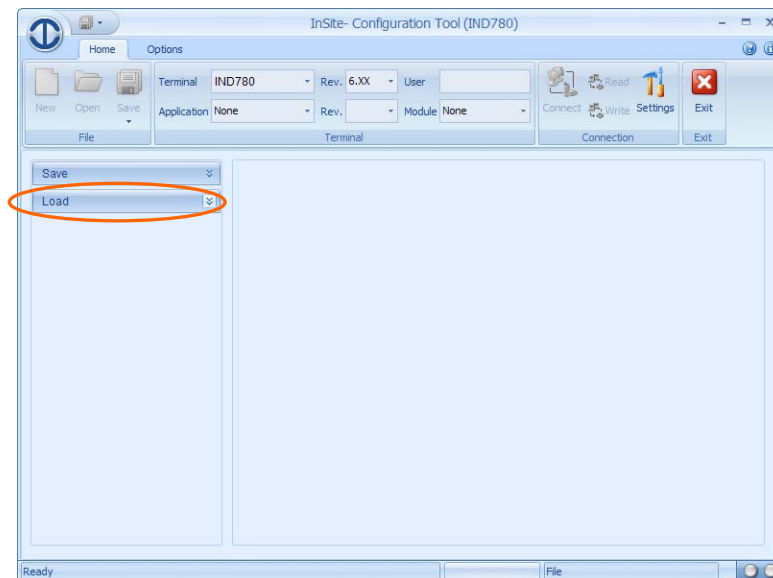 InSite- Configuration Tool (IND780)
Home Options
Terminal IND780 Rev. 6.XX User
Application None Rev. Module None
New Open Save
Connect Read Write Settings
Exit
File Terminal Connection Exit
Save
Load
Ready File